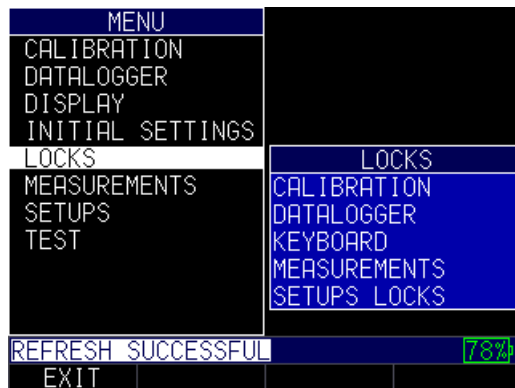 MENU
CALIBRATION
DATALOGGER
DISPLAY
INITIAL SETTINGS
LOCKS
MEASUREMENTS
SETUPS
TEST
LOCKS
CALIBRATION
DATALOGGER
KEYBOARD
MEASUREMENTS
SETUPS LOCKS
REFRESH SUCCESSFUL
78%
EXIT